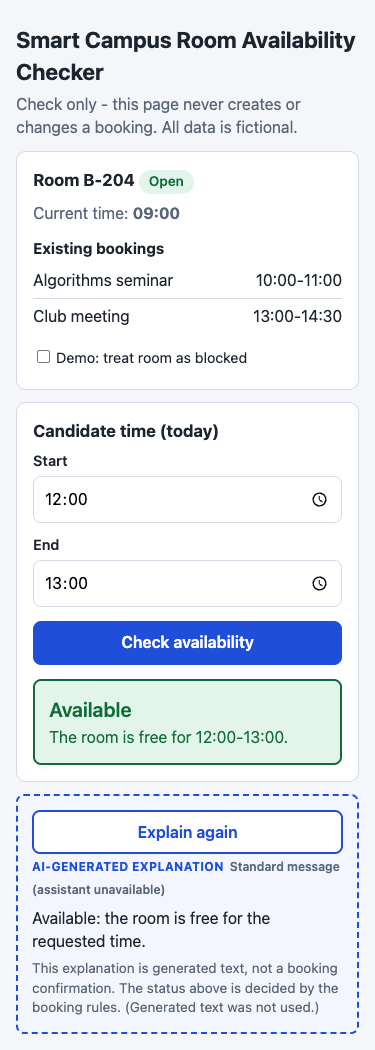 Smart Campus Room Availability
Checker
Check only - this page never creates or
changes a booking. All data is fictional.
Room B-204 Open
Current time: 09:00
Existing bookings
Algorithms seminar 10:00-11:00
Club meeting 13:00-14:30
Demo: treat room as blocked
Candidate time (today)
Start
12:00
End
13:00
Check availability
Available
The room is free for 12:00-13:00.
Explain again
AI-GENERATED EXPLANATION Standard message
(assistant unavailable)
Available: the room is free for the
requested time.
This explanation is generated text, not a booking
confirmation. The status above is decided by the
booking rules. (Generated text was not used.)